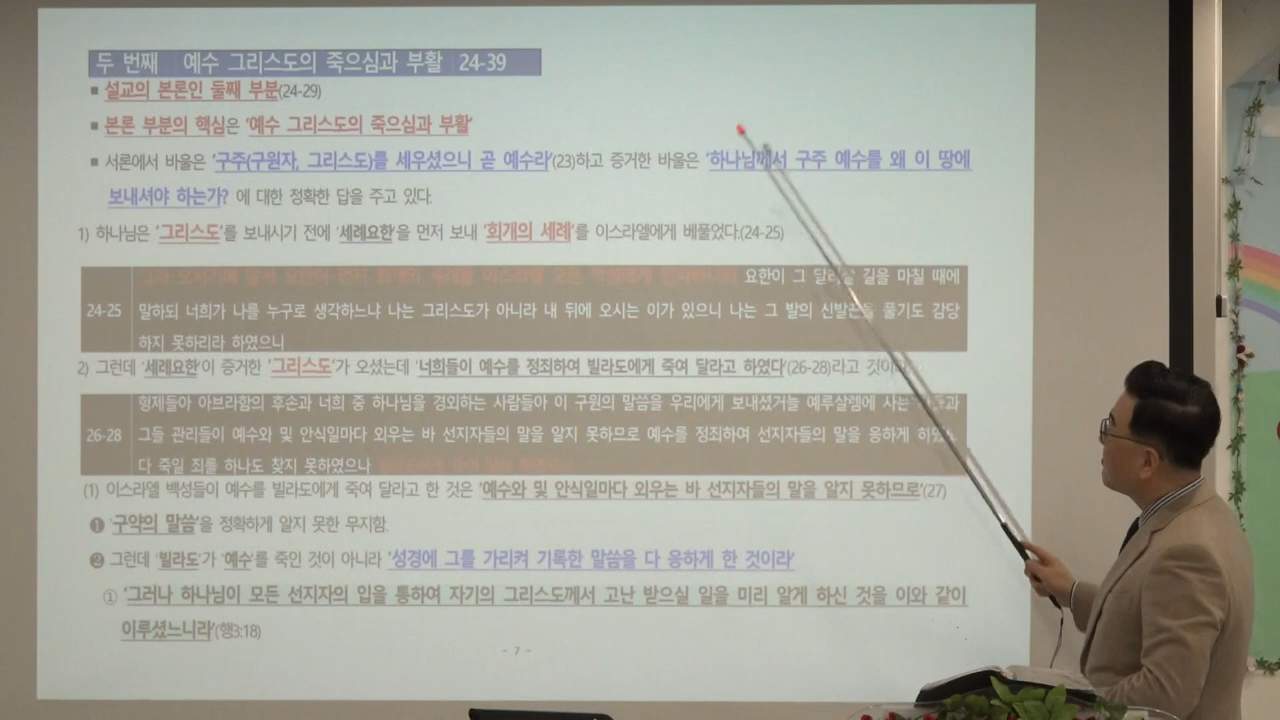 두 번째 예수 그리스도의 죽으심과 부활 24-39
▪ 설교의 본론인 둘째 부분(24-29)
▪ 본론 부분의 핵심은 '예수 그리스도의 죽으심과 부활'
▪ 서론에서 바울은 '구주(구원자, 그리스도)를 세우셨으니 곧 예수라'(23)하고 증거한 바울은 '하나님께서 구주 예수를 왜 이 땅에
보내셔야 하는가? 에 대한 정확한 답을 주고 있다.
1) 하나님은 '그리스도'를 보내시기 전에 '세례요한'을 먼저 보내 '회개의 세례'를 이스라엘에게 베풀었다.(24-25)
요한이 그 달려갈 길을 마칠 때에
24-25 말하되 너희가 나를 누구로 생각하느냐 나는 그리스도가 아니라 내 뒤에 오시는 이가 있으니 나는 그 발의 신발끈을 풀기도 감당
하지 못하리라 하였으니
2) 그런데 '세례요한'이 증거한 '그리스도'가 오셨는데 '너희들이 예수를 정죄하여 빌라도에게 죽여 달라고 하였다'(26-28)라고
형제들아 아브라함의 후손과 너희 중 하나님을 경외하는 사람들아 이 구원의 말씀을 우리에게 보내셨거늘 예루살렘에 사는
26-28 그들 관리들이 예수와 및 안식일마다 외우는 바 선지자들의 말을 알지 못하므로 예수를 정죄하여 선지자들의 말을 응하게
다 죽일 죄를 하나도 찾지 못하였으나
(1) 이스라엘 백성들이 예수를 빌라도에게 죽여 달라고 한 것은 '예수와 및 안식일마다 외우는 바 선지자들의 말을 알지 못하므로'(27)
❶ '구약의 말씀'을 정확하게 알지 못한 무지함.
❷ 그런데 '빌라도'가 '예수'를 죽인 것이 아니라 '성경에 그를 가리켜 기록한 말씀을 다 응하게 한 것이라'
① '그러나 하나님이 모든 선지자의 입을 통하여 자기의 그리스도께서 고난 받으실 일을 미리 알게 하신 것을 이와 같이
이루셨느니라'(행3:18)
- 7 -